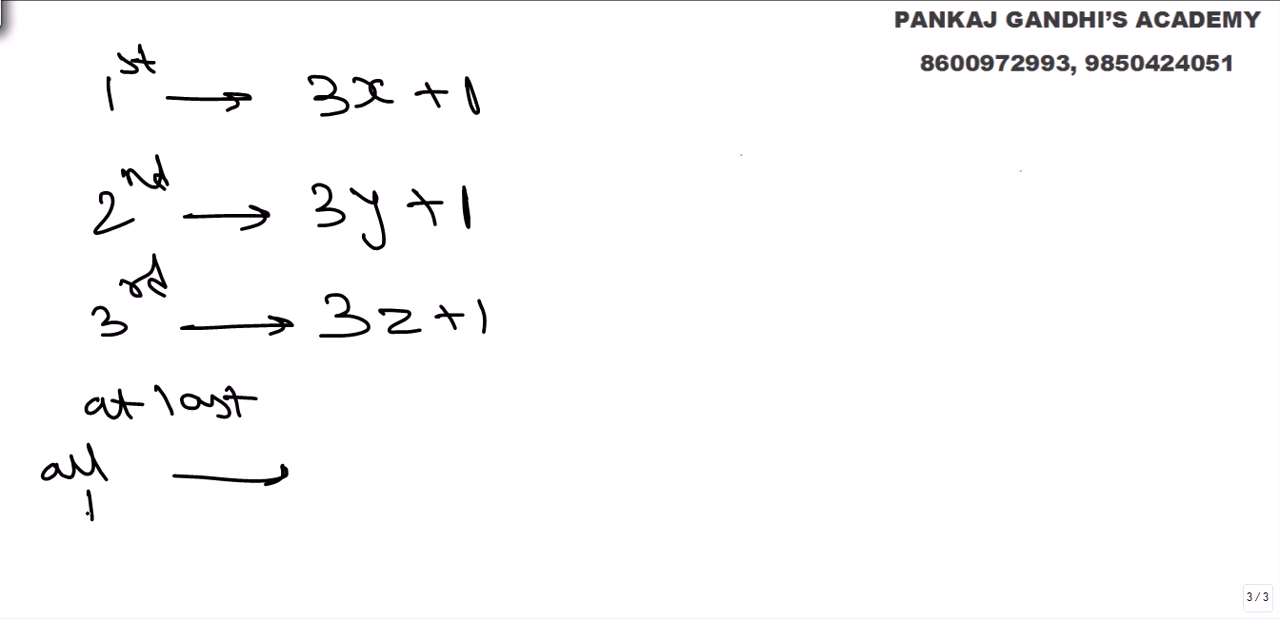 PANKAJ GANDHI'S ACADEMY
8600972993, 9850424051
1st → 3x + 1
2nd → 3y + 1
3rd → 3z + 1
at last
all →
1
3 / 3